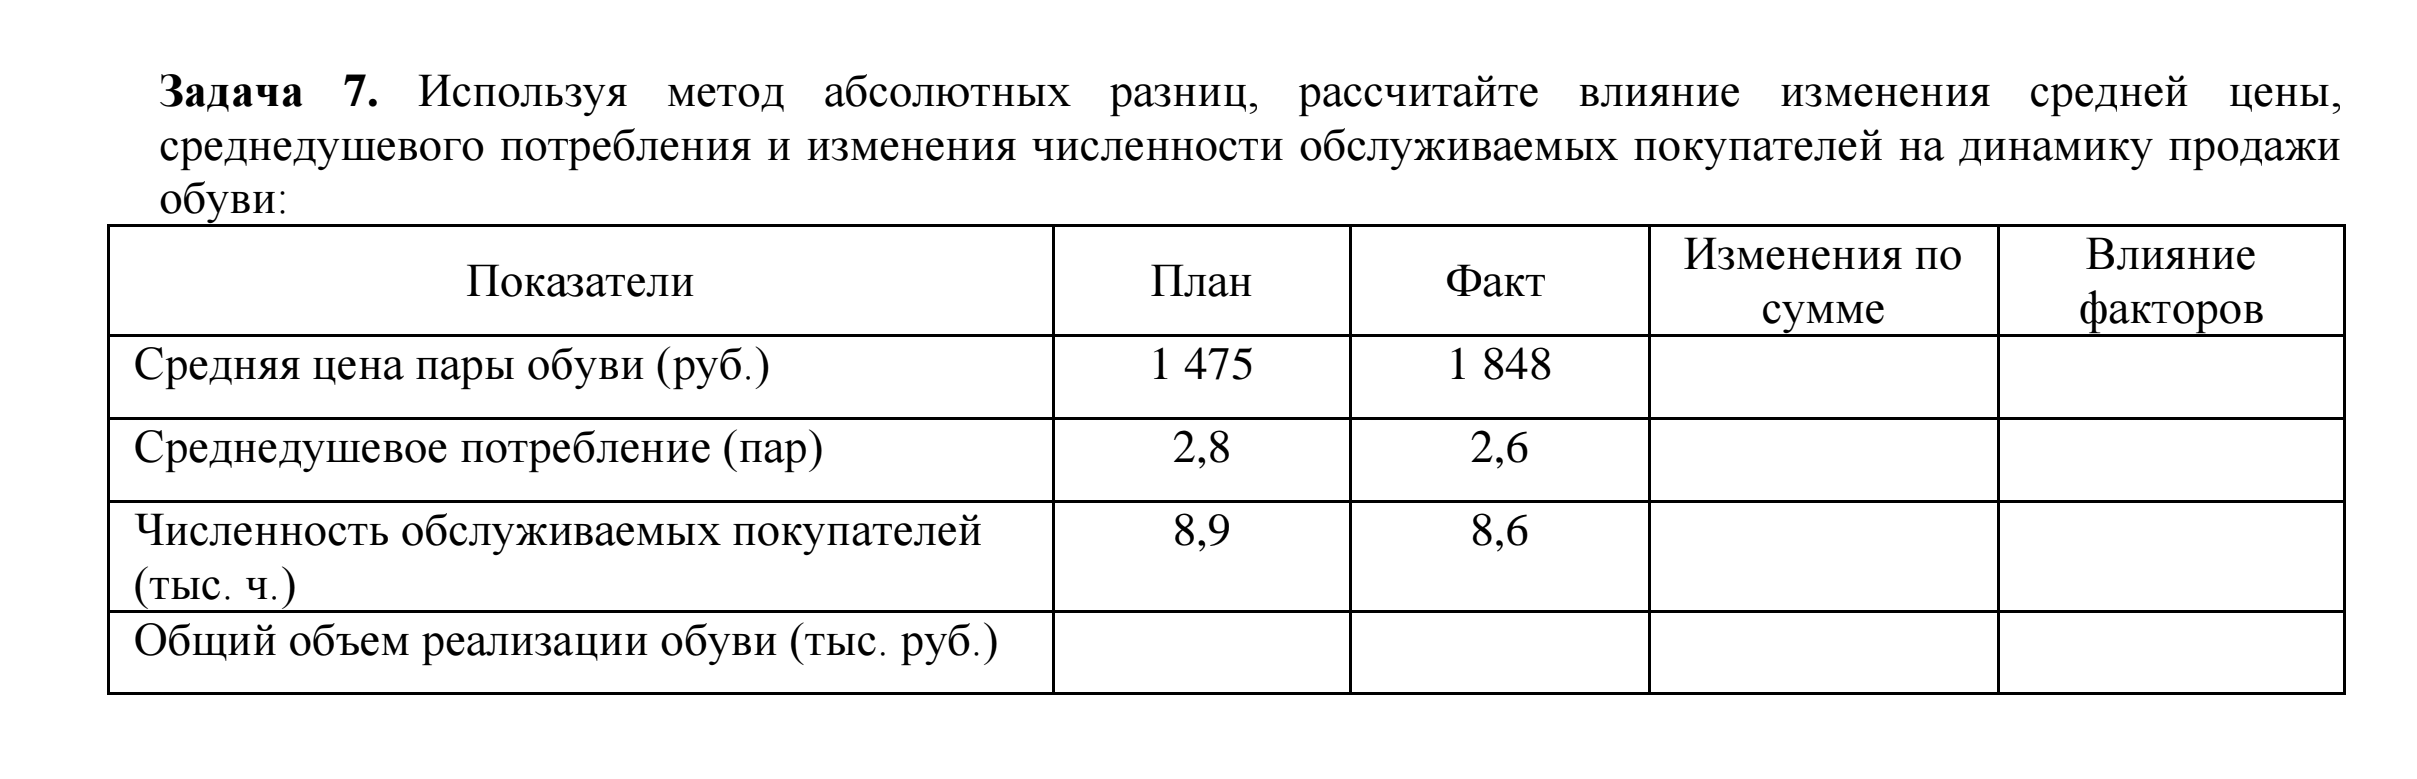 Задача 7. Используя метод абсолютных разниц, рассчитайте влияние изменения средней цены,
среднедушевого потребления и изменения численности обслуживаемых покупателей на динамику продажи
обуви:
Показатели План Факт Изменения по сумме Влияние факторов
Средняя цена пары обуви (руб.) 1 475 1 848
Среднедушевое потребление (пар) 2,8 2,6
Численность обслуживаемых покупателей 8,9 8,6
(тыс. ч.)
Общий объем реализации обуви (тыс. руб.)